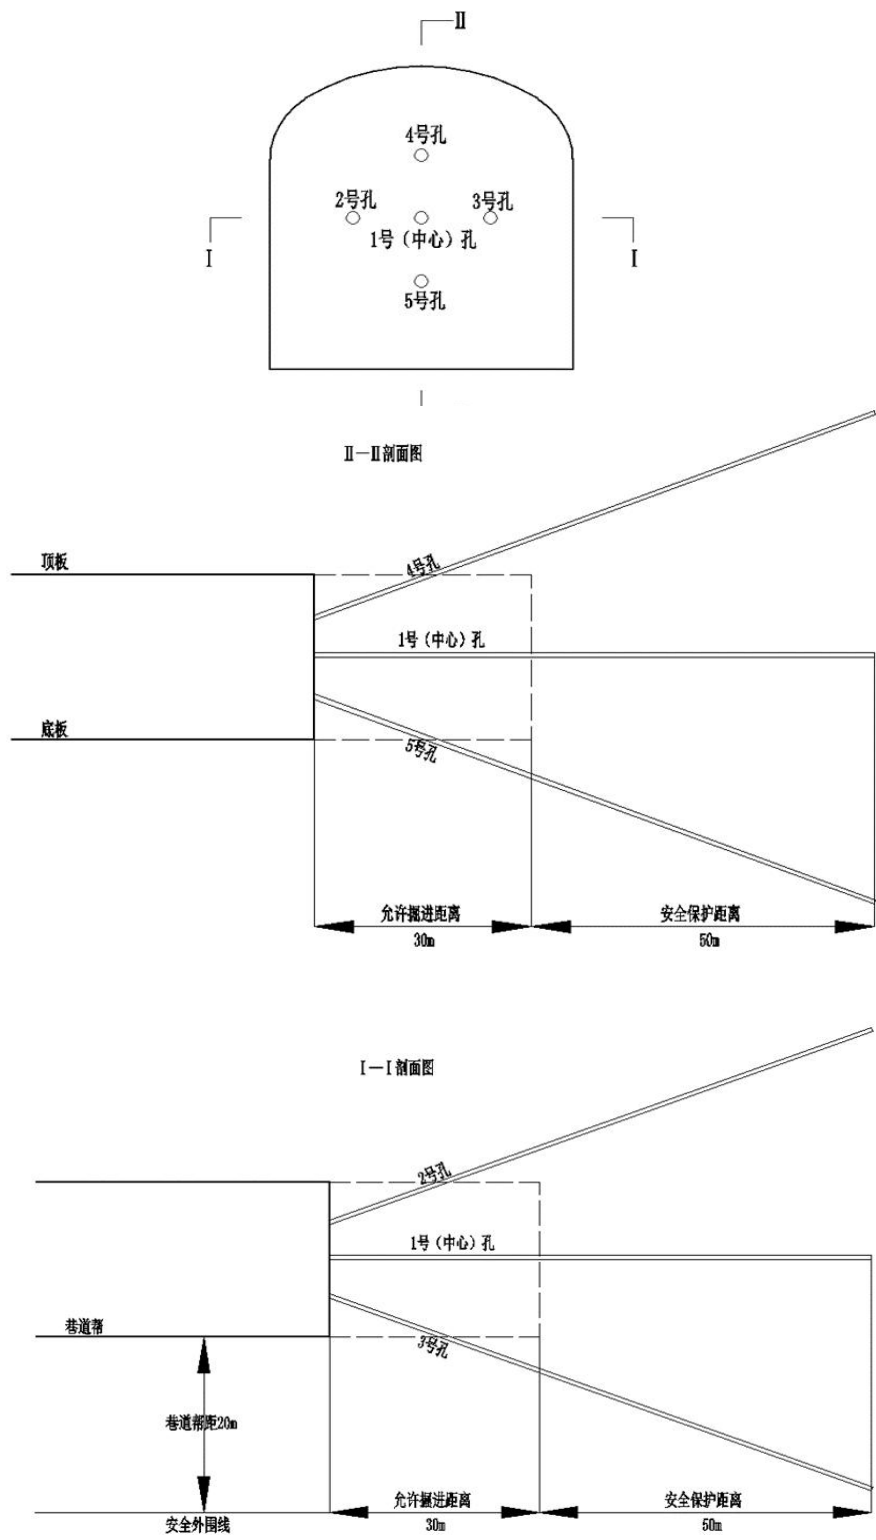 Ⅱ
4号孔
2号孔
3号孔
1号（中心）孔
Ⅰ
Ⅰ
5号孔
Ⅱ—Ⅱ剖面图
顶板
4号孔
1号（中心）孔
底板
5号孔
允许掘进距离
安全保护距离
30m
50m
Ⅰ—Ⅰ剖面图
2号孔
1号（中心）孔
巷道帮
3号孔
巷道帮距20m
允许掘进距离
安全保护距离
安全外围线
30m
50m